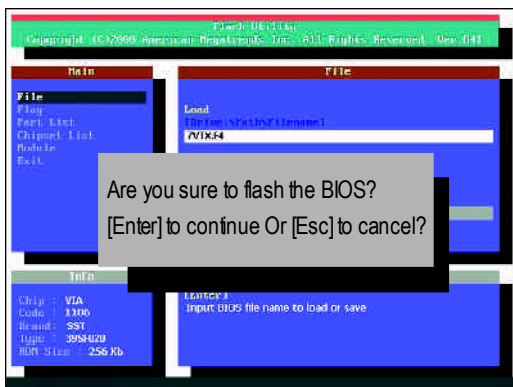 Flash Utility
Copyright (C)2000 American Megatrends Inc. All Rights Reserved. Ver.841
Main
File
File
Flag
Part List
Chipset List
Module
Exit
Load
[Drive:\Path\Filename]
7VTX.F4
Are you sure to flash the BIOS?
[Enter] to continue Or [Esc] to cancel?
Info
Chip : VIA
Code : 1106
Brand: SST
Type : 39SF020
ROM Size : 256 Kb
[Enter]
Input BIOS file name to load or save